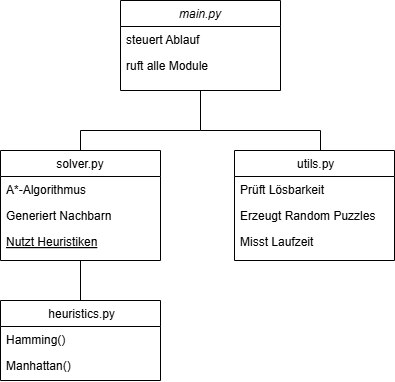 main.py
steuert Ablauf
ruft alle Module
solver.py
A*-Algorithmus
Generiert Nachbarn
Nutzt Heuristiken
utils.py
Prüft Lösbarkeit
Erzeugt Random Puzzles
Misst Laufzeit
heuristics.py
Hamming()
Manhattan()